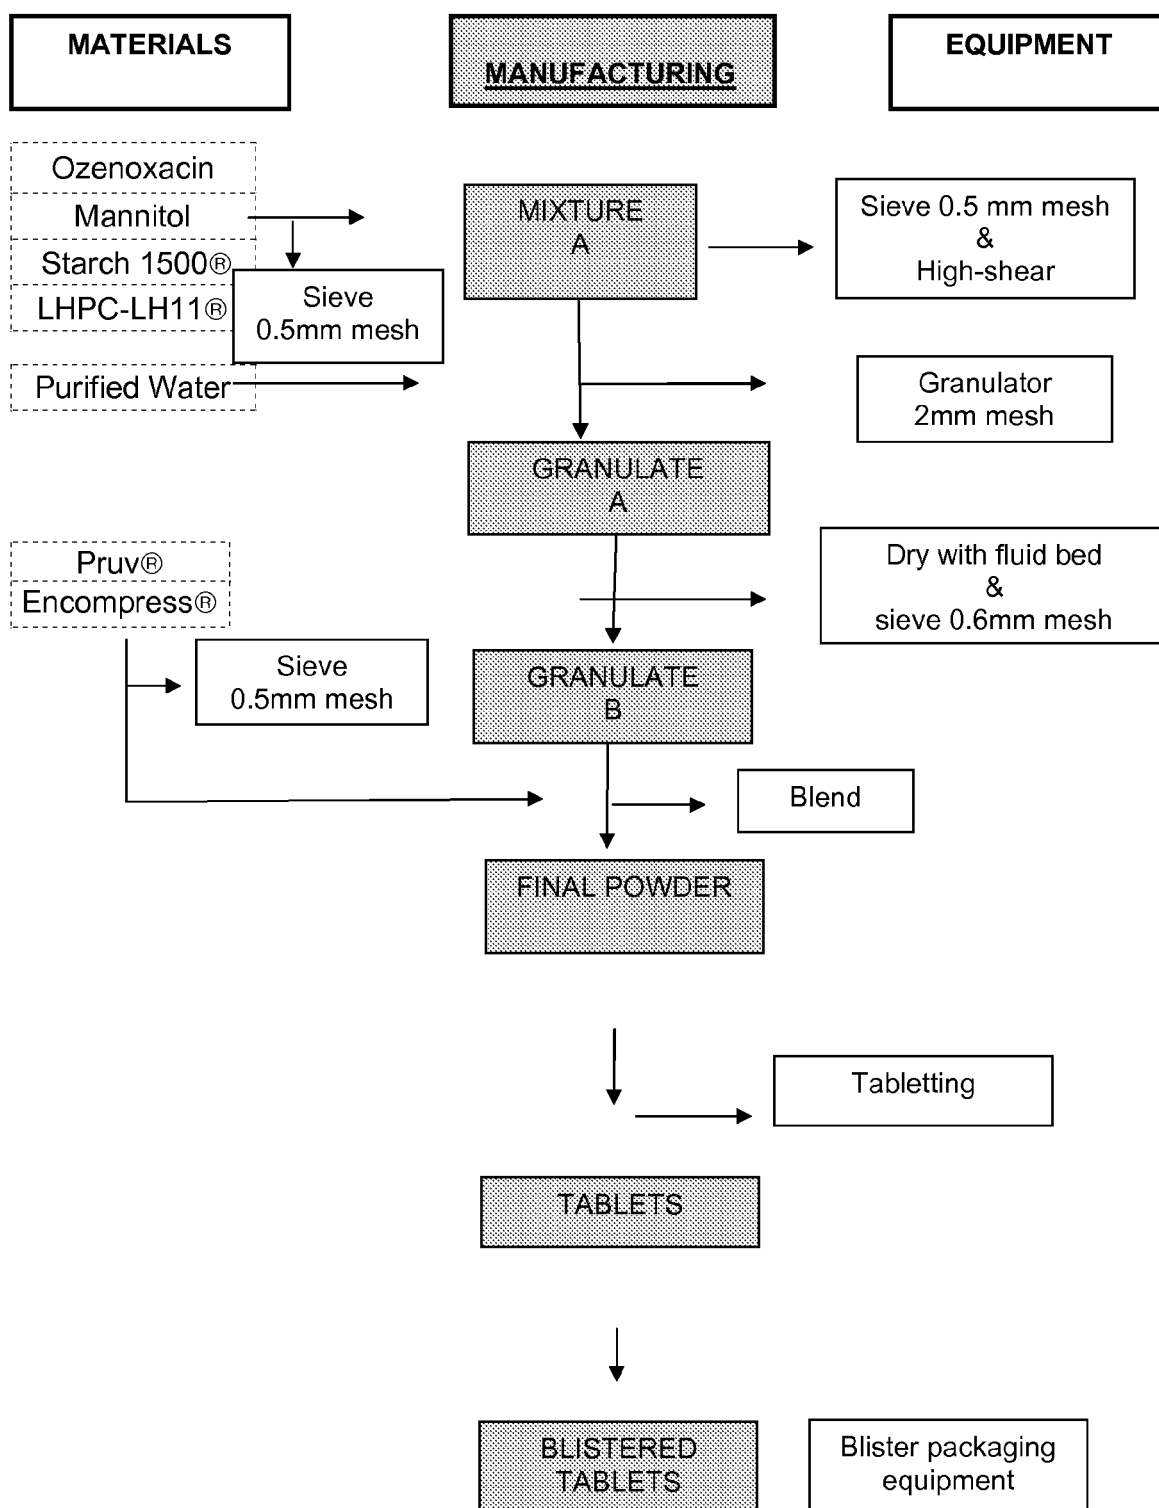 MATERIALS
MANUFACTURING
EQUIPMENT
Ozenoxacin
Mannitol
Starch 1500®
LHPC-LH11®
Sieve
0.5mm mesh
MIXTURE
A
Sieve 0.5 mm mesh
&
High-shear
Purified Water
Granulator
2mm mesh
GRANULATE
A
Pruv®
Encompress®
Dry with fluid bed
&
sieve 0.6mm mesh
Sieve
0.5mm mesh
GRANULATE
B
Blend
FINAL POWDER
Tabletting
TABLETS
BLISTERED
TABLETS
Blister packaging
equipment